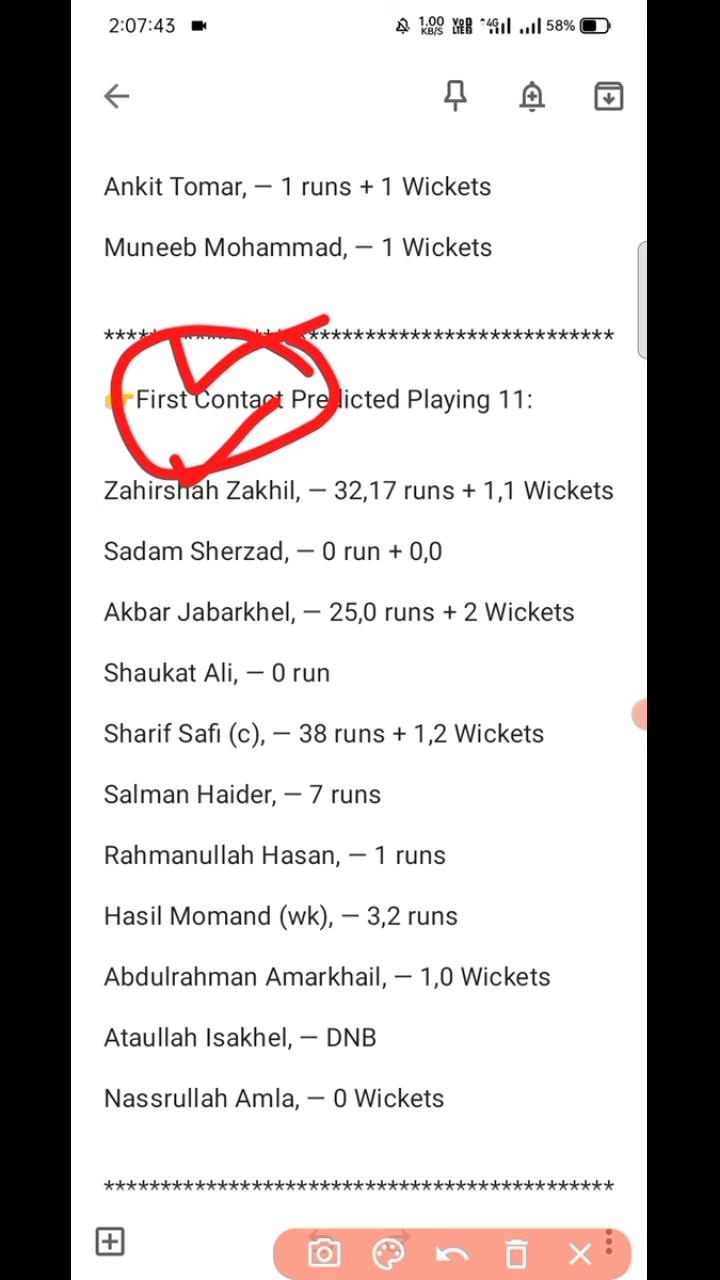 2:07:43
1.00 KB/S VoD LTE 4G 58%
Ankit Tomar, — 1 runs + 1 Wickets
Muneeb Mohammad, — 1 Wickets
*******************************************
👉First Contact Predicted Playing 11:
Zahirshah Zakhil, — 32,17 runs + 1,1 Wickets
Sadam Sherzad, — 0 run + 0,0
Akbar Jabarkhel, — 25,0 runs + 2 Wickets
Shaukat Ali, — 0 run
Sharif Safi (c), — 38 runs + 1,2 Wickets
Salman Haider, — 7 runs
Rahmanullah Hasan, — 1 runs
Hasil Momand (wk), — 3,2 runs
Abdulrahman Amarkhail, — 1,0 Wickets
Ataullah Isakhel, — DNB
Nassrullah Amla, — 0 Wickets
*******************************************